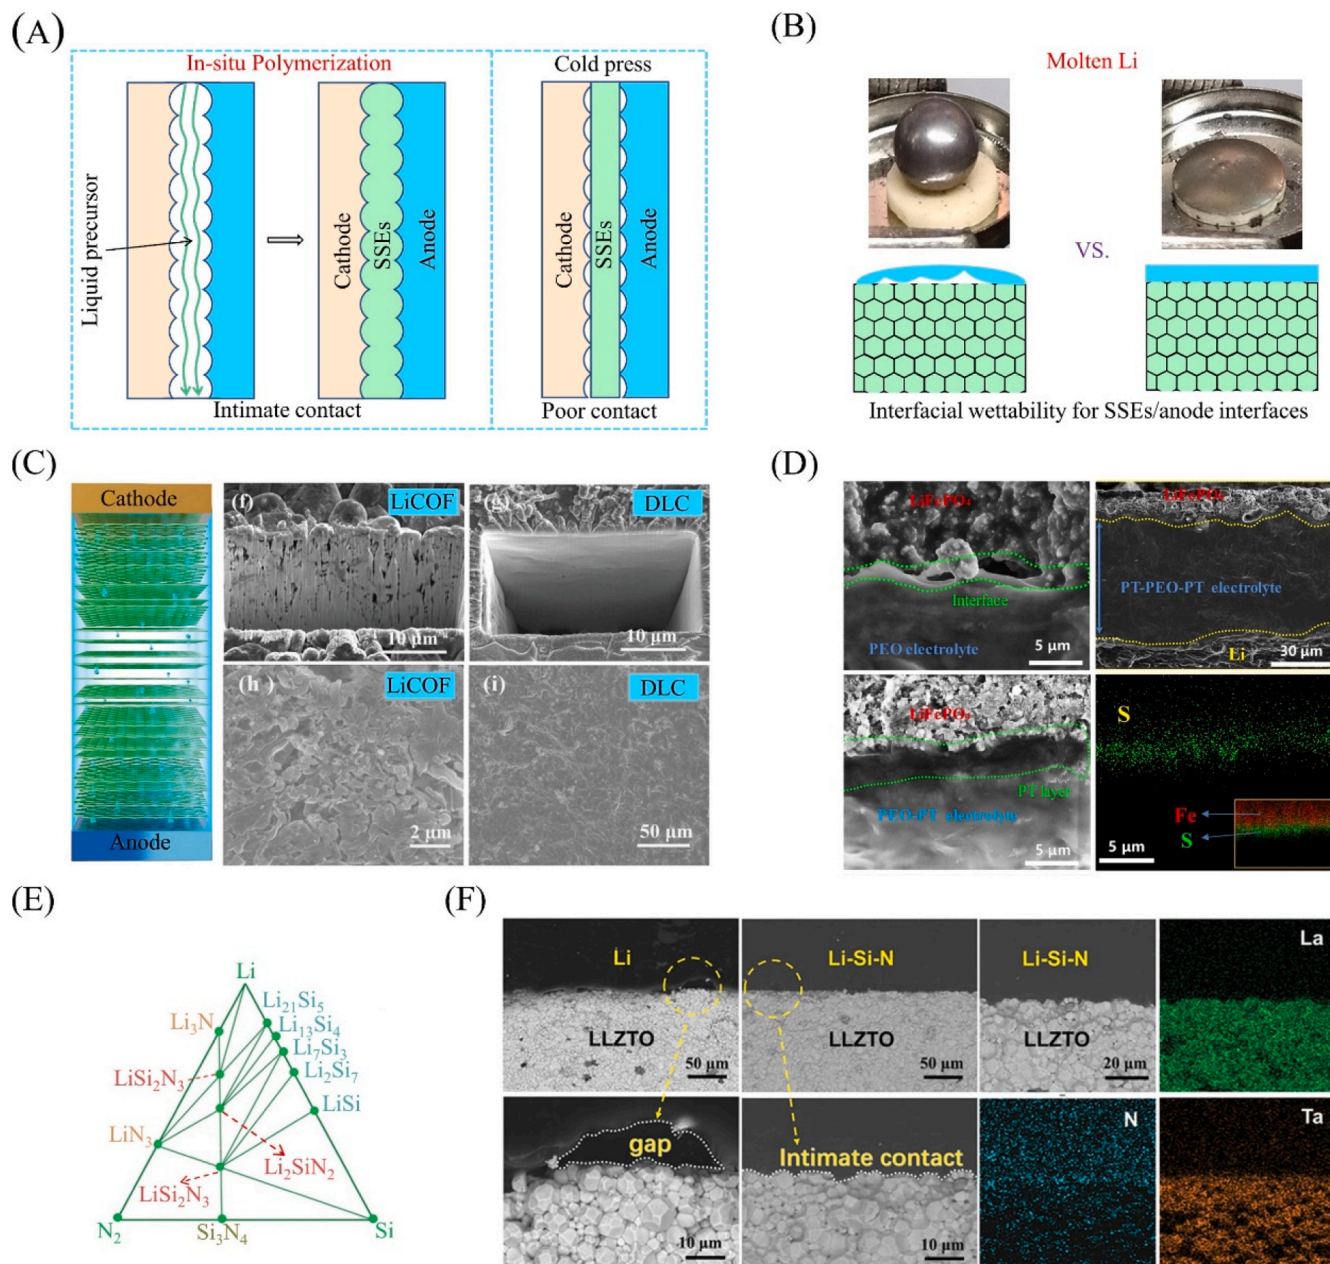 (A)
In-situ Polymerization
Cold press
Liquid precursor
Cathode
SSEs
Anode
Cathode
SSEs
Anode
Intimate contact
Poor contact
(B)
Molten Li
VS.
Interfacial wettability for SSEs/anode interfaces
(C)
Cathode
Anode
(f)
LiCOF
10 μm
(g)
DLC
10 μm
(h)
LiCOF
2 μm
(i)
DLC
50 μm
(D)
LiFePO₄
Interface
PEO electrolyte
5 μm
LiFePO₄
PT-PEO-PT electrolyte
Li
30 μm
LiFePO₄
PT layer
PEO-PT electrolyte
5 μm
S
Fe
S
5 μm
(E)
Li
Li₂₁Si₅
Li₁₃Si₄
Li₇Si₃
Li₂Si₇
LiSi
Li₃N
LiSi₂N₃
LiN₃
Li₂SiN₂
LiSi₂N₃
N₂
Si₃N₄
Si
(F)
Li
LLZTO
50 μm
Li-Si-N
LLZTO
50 μm
Li-Si-N
LLZTO
20 μm
La
gap
10 μm
Intimate contact
10 μm
N
Ta